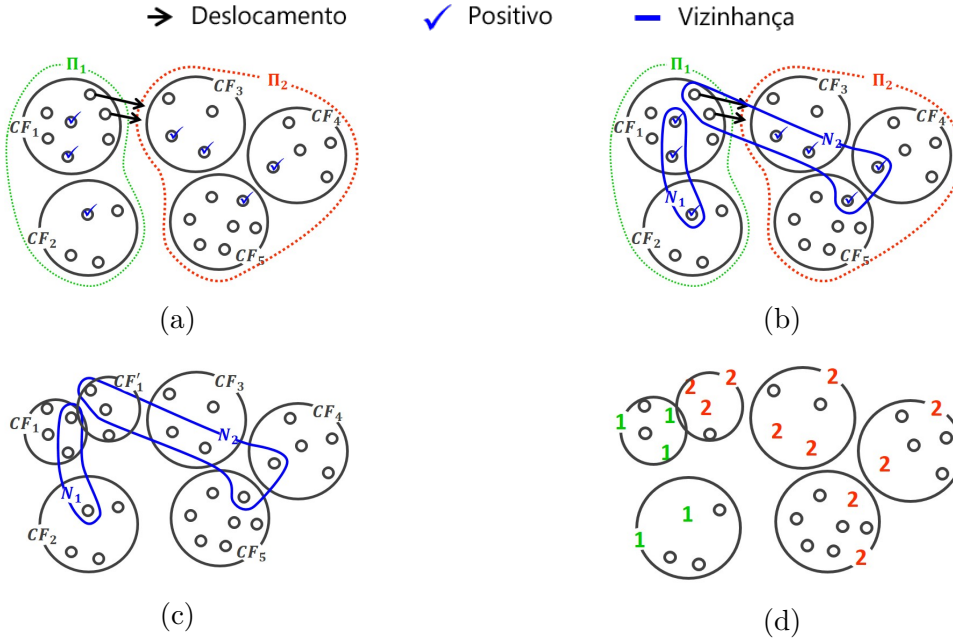 Deslocamento Positivo Vizinhança
Π₁ Π₂
CF₁ CF₃ CF₄
CF₂ CF₅
(a)
Π₁ Π₂
CF₁ CF₃ CF₄
N₂
N₁
CF₂ CF₅
(b)
CF₁ CF₁′ CF₃ CF₄
N₂
N₁
CF₂ CF₅
(c)
2 2 2 2
1 1 2
2
1 2 2
2
1 2
1
2
(d)